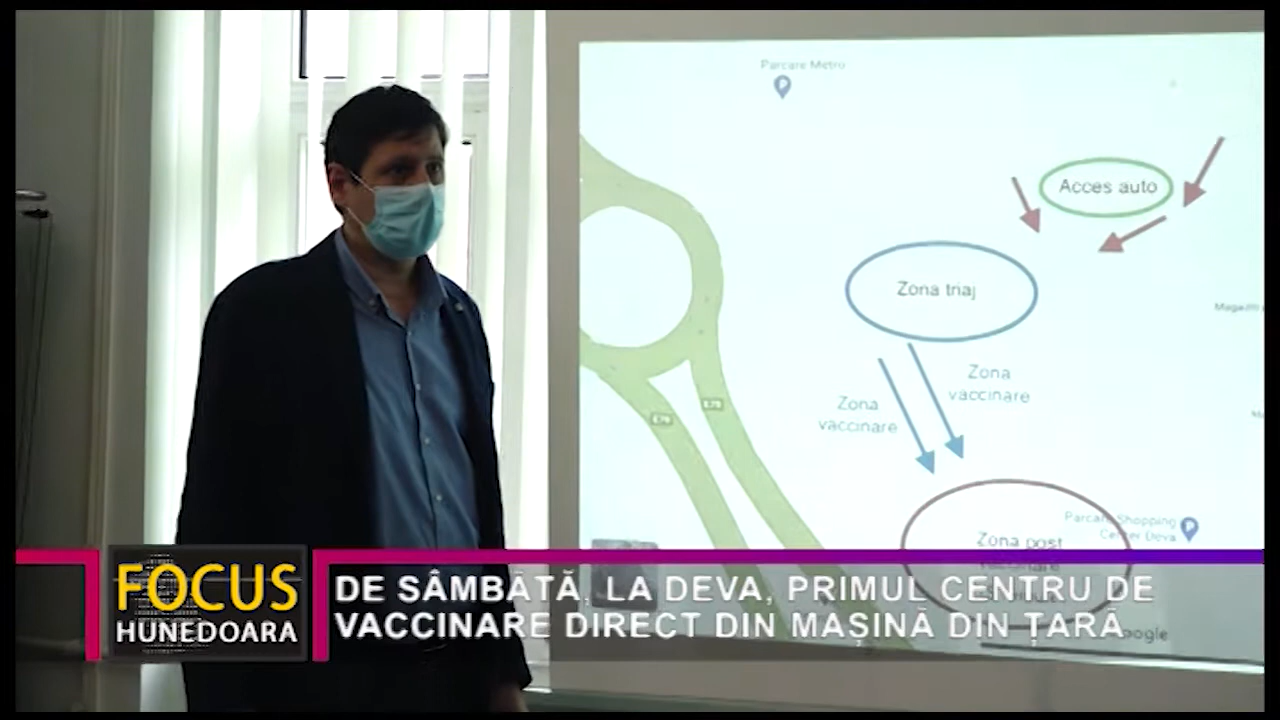 Parcare Metro
P
Acces auto
Zona triaj
Zona
vaccinare
Zona
vaccinare
E79
E79
Parcare Shopping
Center Deva
P
Zona post
vaccinare
FOCUS
HUNEDOARA
DE SÂMBĂTĂ, LA DEVA, PRIMUL CENTRU DE
VACCINARE DIRECT DIN MAȘINĂ DIN ȚARĂ